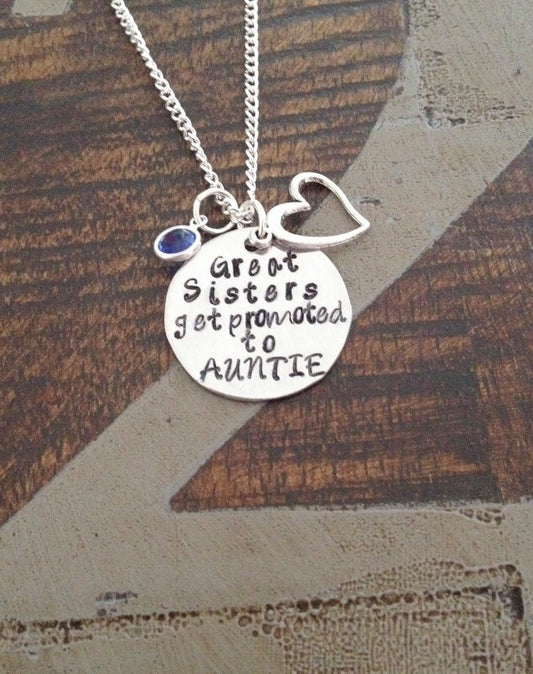 Great
Sisters
get promoted
to
AUNTIE